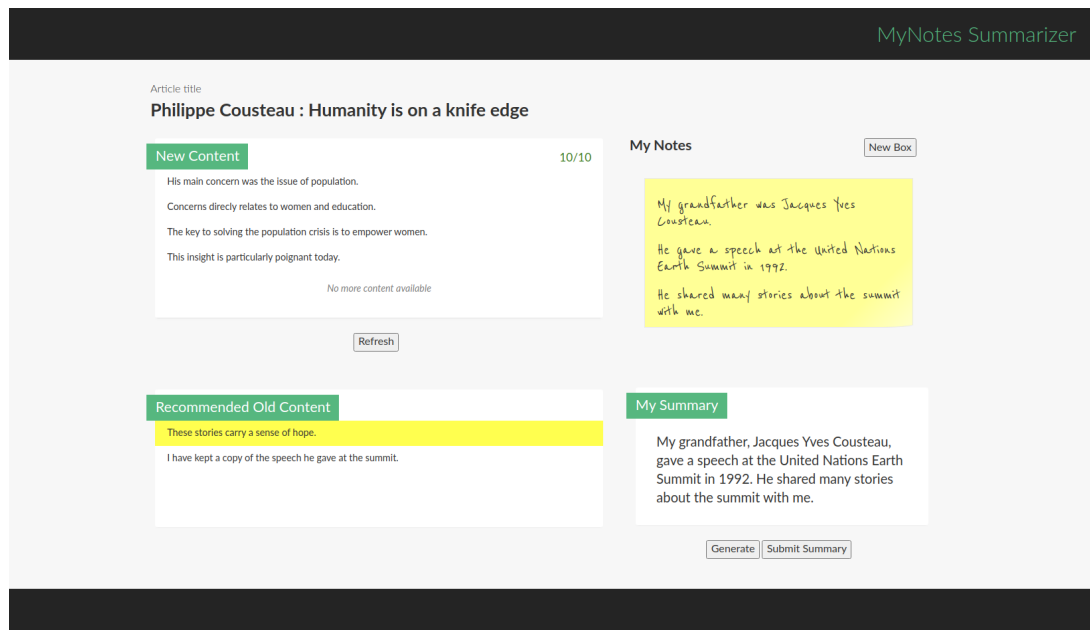 MyNotes Summarizer
Article title
Philippe Cousteau : Humanity is on a knife edge
New Content
10/10
His main concern was the issue of population.
Concerns direcly relates to women and education.
The key to solving the population crisis is to empower women.
This insight is particularly poignant today.
No more content available
Refresh
My Notes
New Box
My grandfather was Jacques Yves
Cousteau.
He gave a speech at the United Nations
Earth Summit in 1992.
He shared many stories about the summit
with me.
Recommended Old Content
These stories carry a sense of hope.
I have kept a copy of the speech he gave at the summit.
My Summary
My grandfather, Jacques Yves Cousteau,
gave a speech at the United Nations Earth
Summit in 1992. He shared many stories
about the summit with me.
Generate
Submit Summary